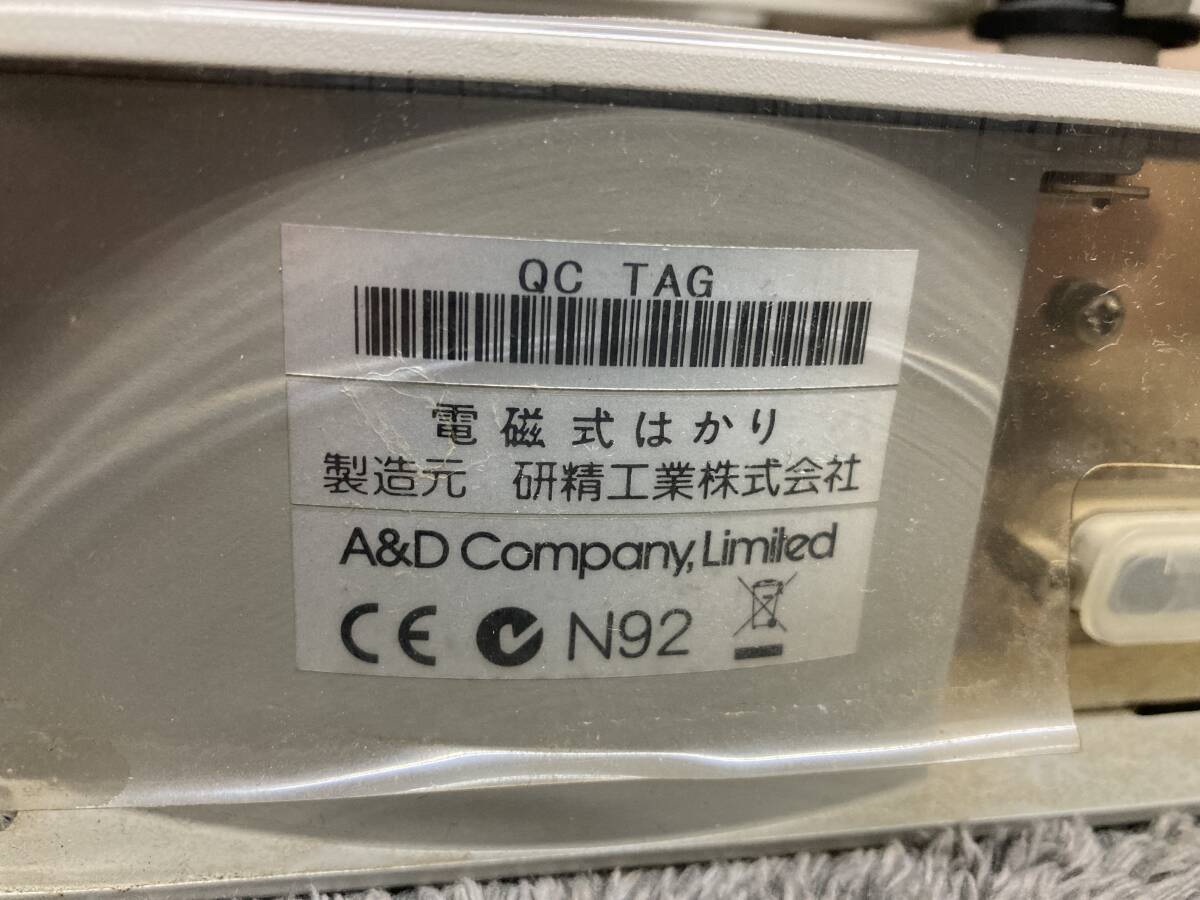 QC TAG
電磁式はかり
製造元 研精工業株式会社
A&D Company, Limited
CE N92